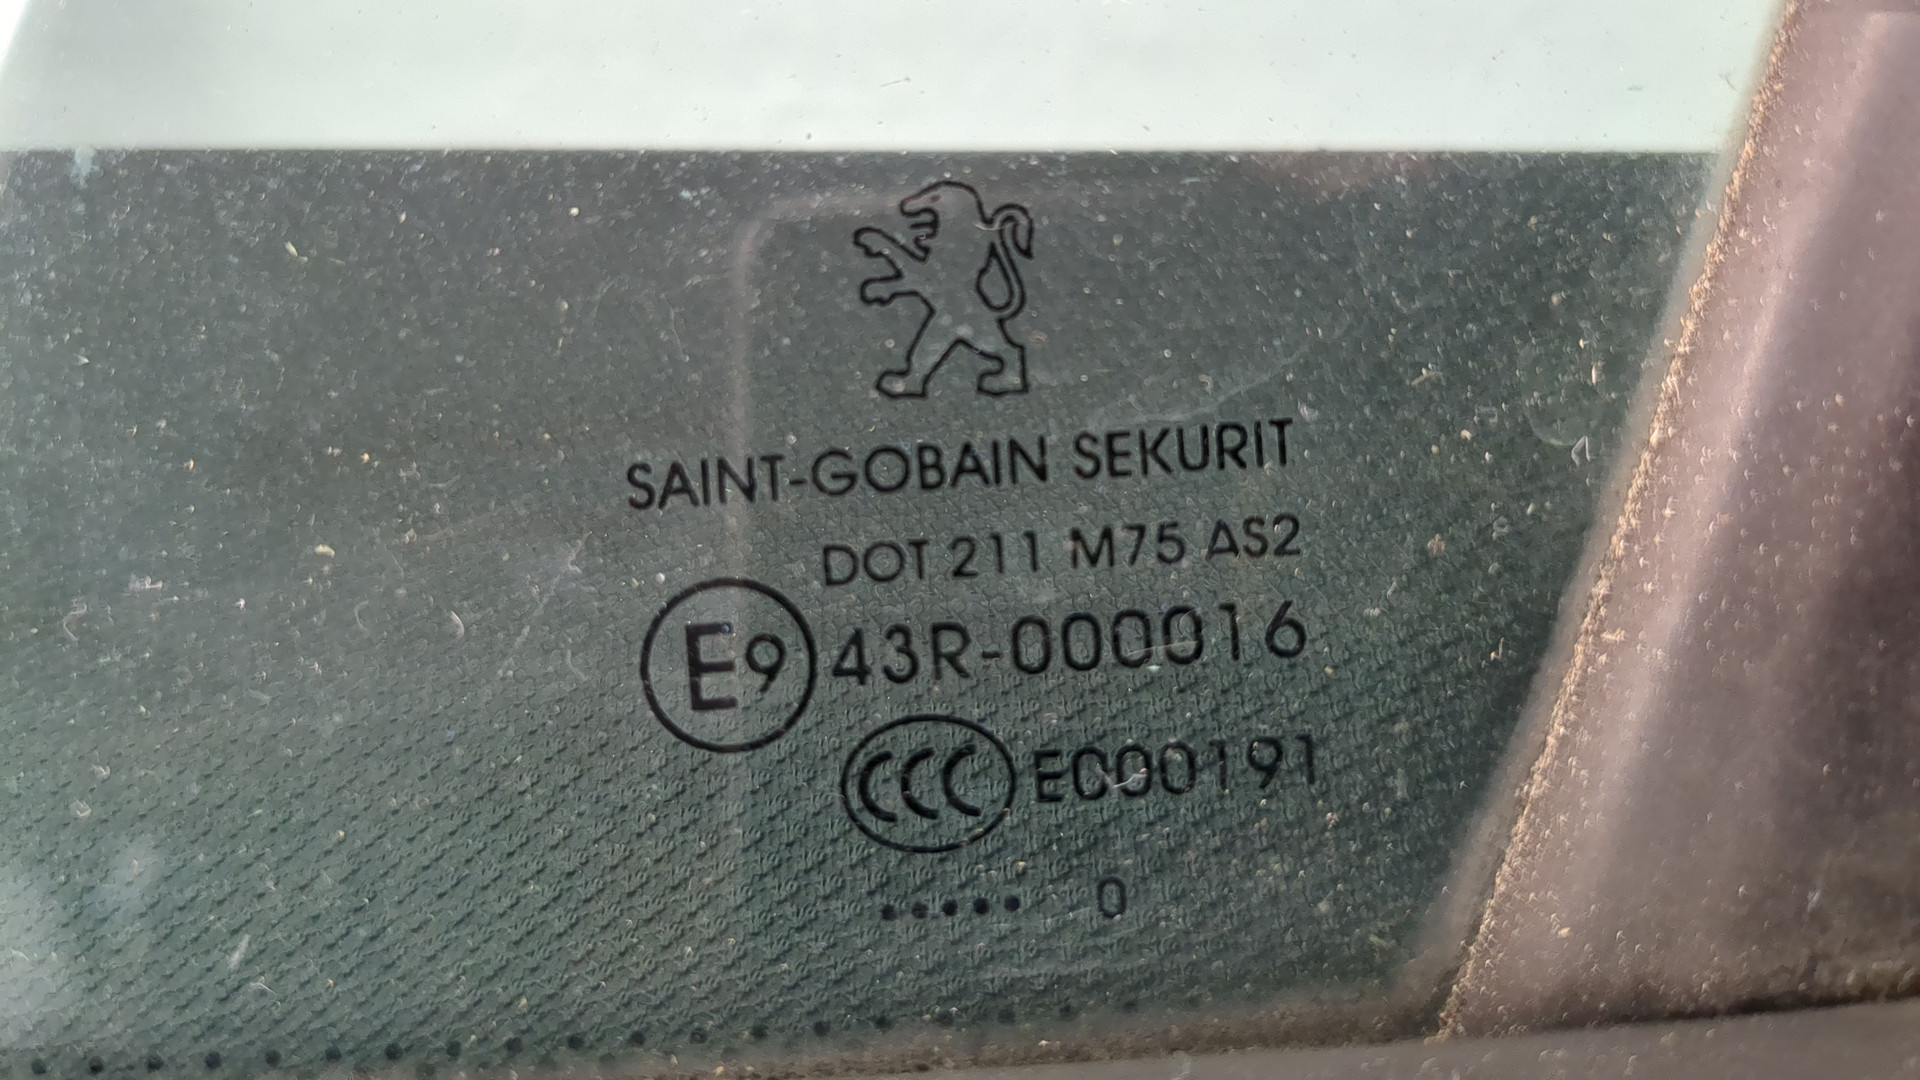 SAINT-GOBAIN SEKURIT
DOT 211 M75 AS2
E9 43R-000016
CCC E000191
••••• 0